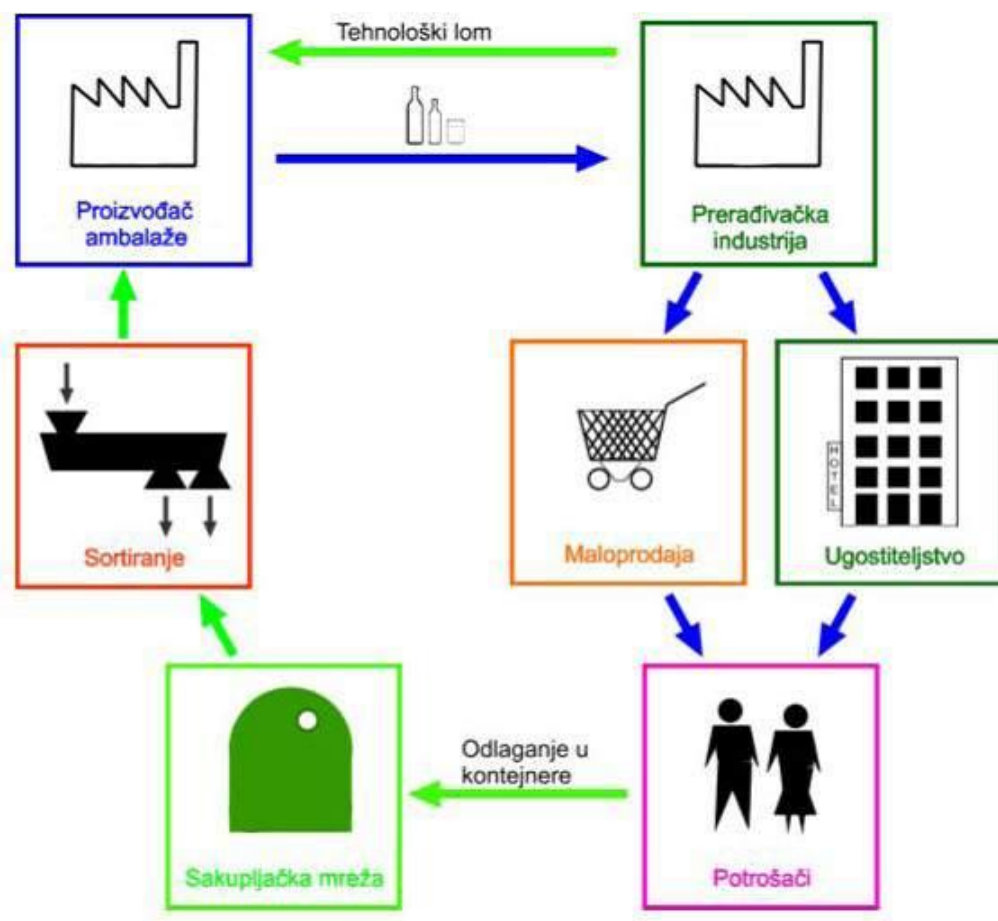 Tehnološki lom
Proizvođač
ambalaže
Prerađivačka
industrija
Sortiranje
Maloprodaja
HOTEL
Ugostiteljstvo
Odlaganje u
kontejnere
Sakupljačka mreža
Potrošači